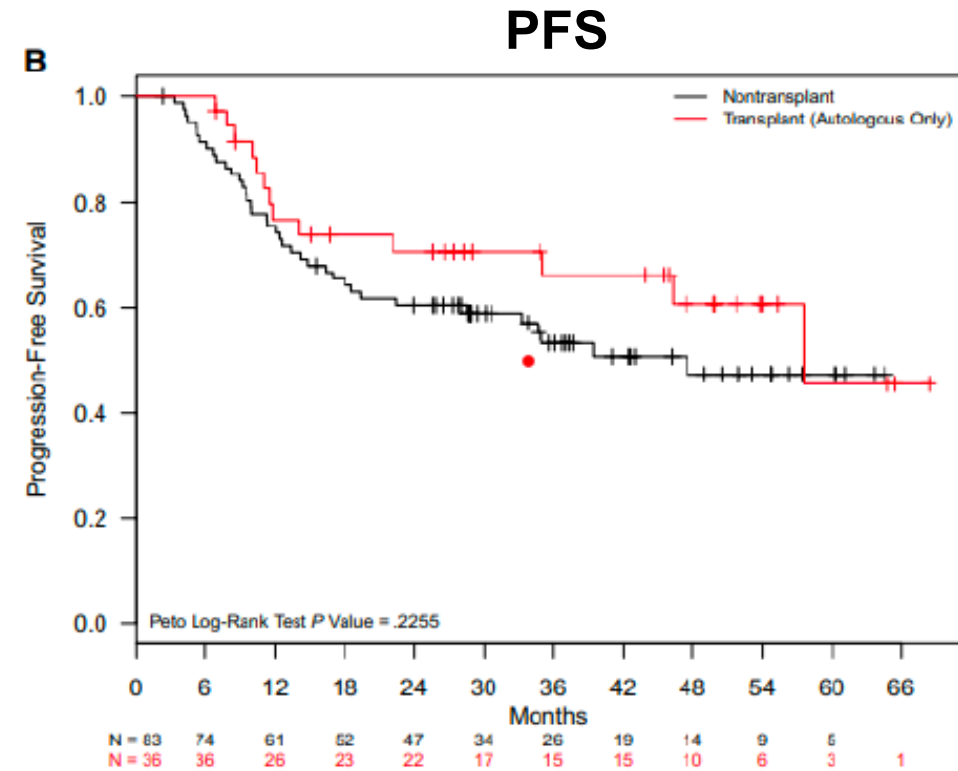 PFS
B
Nontransplant
Transplant (Autologous Only)
Progression-Free Survival
1.0
0.8
0.6
0.4
0.2
0.0
Peto Log-Rank Test P Value = .2255
0 6 12 18 24 30 36 42 48 54 60 66
Months
N = 83 74 61 52 47 34 26 19 14 9
N = 36 36 26 23 22 17 15 15 10 6 3 1